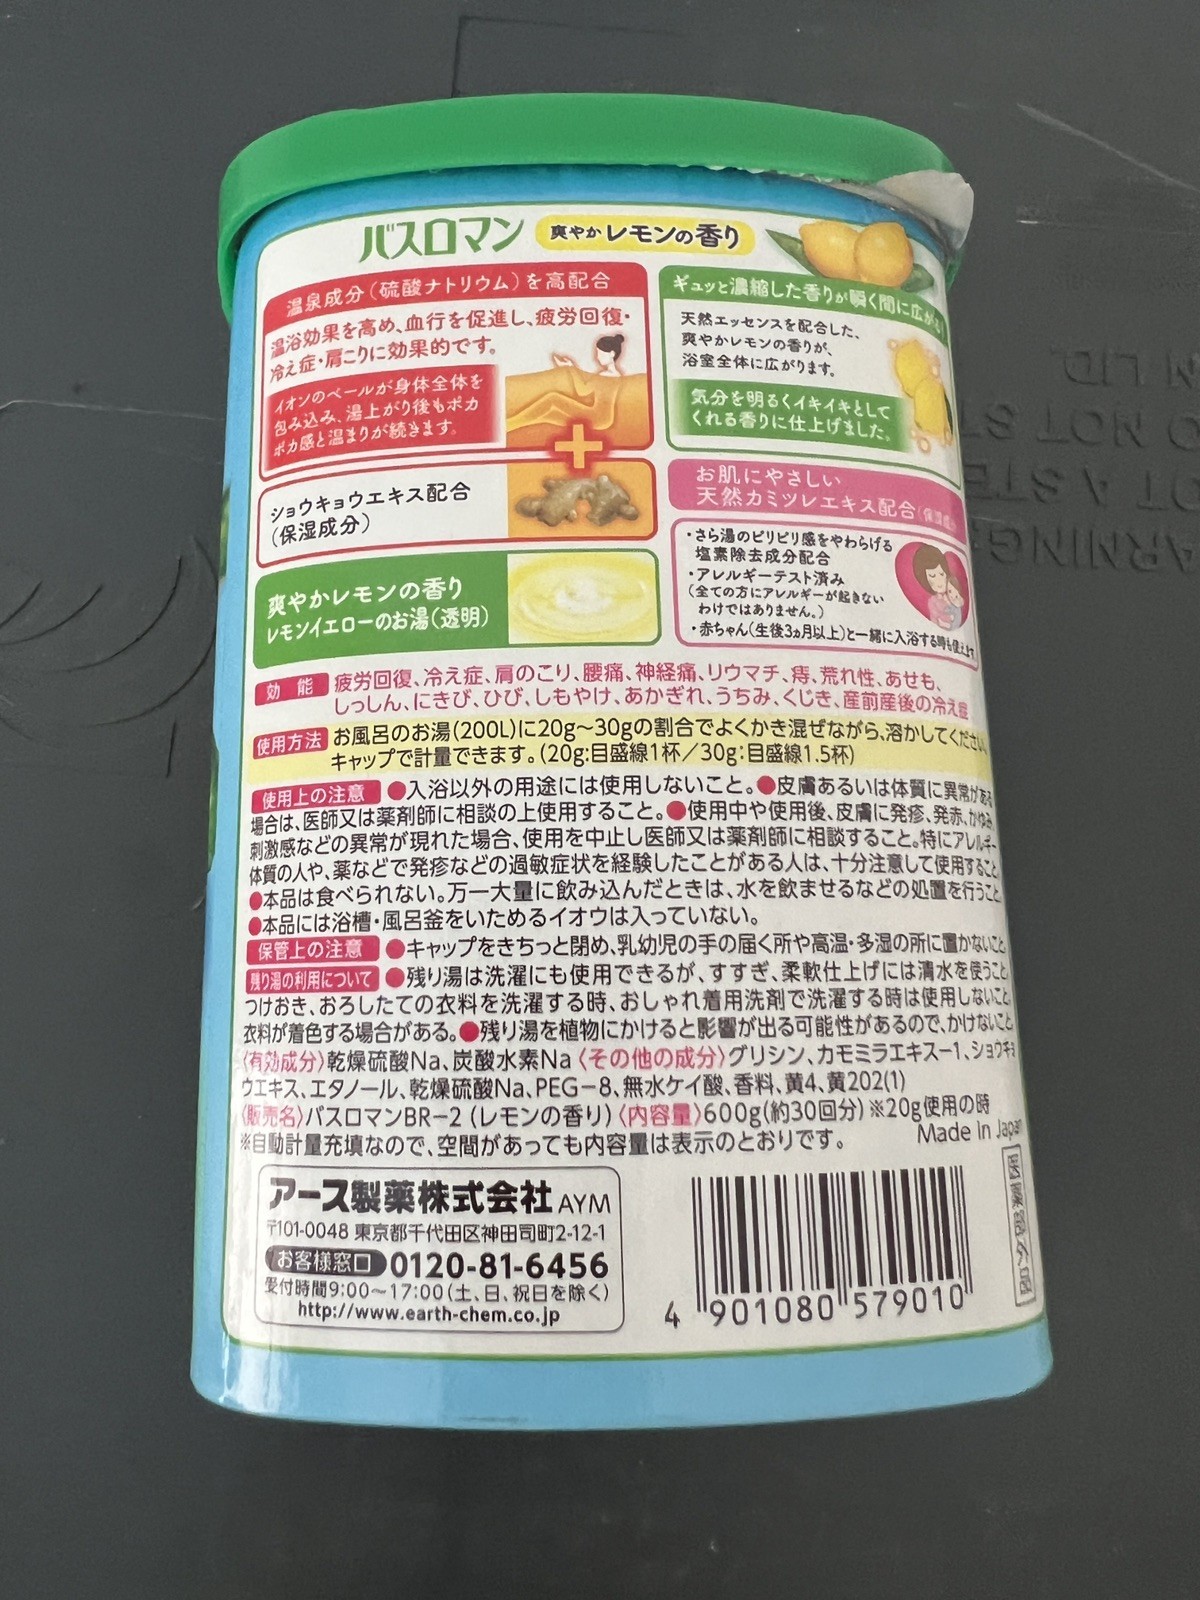 バスロマン 爽やかレモンの香り
温泉成分(硫酸ナトリウム)を高配合
温浴効果を高め、血行を促進し、疲労回復・
冷え症・肩こりに効果的です。
イオンのベールが身体全体を
包み込み、湯上がり後もポカ
ポカ感と温まりが続きます。
+
ショウキョウエキス配合
(保湿成分)
爽やかレモンの香り
レモンイエローのお湯(透明)
ギュッと濃縮した香りが瞬く間に広がる!
天然エッセンスを配合した、
爽やかレモンの香りが、
浴室全体に広がります。
気分を明るくイキイキとして
くれる香りに仕上げました。
お肌にやさしい
天然カミツレエキス配合(保湿成分
・さら湯のピリピリ感をやわらげる
塩素除去成分配合
・アレルギーテスト済み
(全ての方にアレルギーが起きない
わけではありません。)
・赤ちゃん(生後3ヵ月以上)と一緒に入浴する時も使えます
効 能 疲労回復、冷え症、肩のこり、腰痛、神経痛、リウマチ、痔、荒れ性、あせも、
しっしん、にきび、ひび、しもやけ、あかぎれ、うちみ、くじき、産前産後の冷え症
使用方法 お風呂のお湯(200L)に20g〜30gの割合でよくかき混ぜながら、溶かしてください。
キャップで計量できます。(20g:目盛線1杯/30g:目盛線1.5杯)
使用上の注意 ●入浴以外の用途には使用しないこと。●皮膚あるいは体質に異常がある
場合は、医師又は薬剤師に相談の上使用すること。●使用中や使用後、皮膚に発疹、発赤、かゆみ、
刺激感などの異常が現れた場合、使用を中止し医師又は薬剤師に相談すること。特にアレルギー
体質の人や、薬などで発疹などの過敏症状を経験したことがある人は、十分注意して使用すること。
●本品は食べられない。万一大量に飲み込んだときは、水を飲ませるなどの処置を行うこと。
●本品には浴槽・風呂釜をいためるイオウは入っていない。
保管上の注意 ●キャップをきちっと閉め、乳幼児の手の届く所や高温・多湿の所に置かないこと。
残り湯の利用について ●残り湯は洗濯にも使用できるが、すすぎ、柔軟仕上げには清水を使うこと。
つけおき、おろしたての衣料を洗濯する時、おしゃれ着用洗剤で洗濯する時は使用しないこと。
衣料が着色する場合がある。●残り湯を植物にかけると影響が出る可能性があるので、かけないこと。
〈有効成分〉乾燥硫酸Na、炭酸水素Na〈その他の成分〉グリシン、カモミラエキス-1、ショウキョ
ウエキス、エタノール、乾燥硫酸Na、PEG-8、無水ケイ酸、香料、黄4、黄202(1)
〈販売名〉バスロマンBR-2 (レモンの香り)〈内容量〉600g(約30回分)※20g使用の時
※自動計量充填なので、空間があっても内容量は表示のとおりです。 Made in Japan
アース製薬株式会社 AYM
〒101-0048 東京都千代田区神田司町2-12-1
お客様窓口 0120-81-6456
受付時間9:00〜17:00(土、日、祝日を除く)
http://www.earth-chem.co.jp
4 901080 579010
医薬部外品